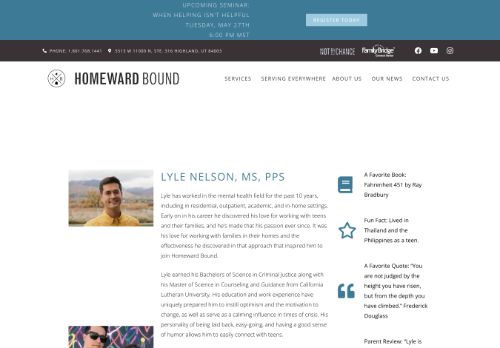 UPCOMING SEMINAR:
WHEN HELPING ISN'T HELPFUL
TUESDAY, MAY 27TH
6:00 PM MST
REGISTER TODAY
PHONE: 1.801.768.1441
5513 W 11000 N, STE. 316 HIGHLAND, UT 84003
NOT BY CHANCE
FamilyBridge
HOMEWARD BOUND
SERVICES
SERVING EVERYWHERE
ABOUT US
OUR NEWS
CONTACT US
LYLE NELSON, MS, PPS
Lyle has worked in the mental health field for the past 10 years,
including in residential, outpatient, academic, and in-home settings.
Early on in his career he discovered his love for working with teens
and their families, and he's made that his passion ever since. It was
his love for working with families in their homes and the
effectiveness he discovered in that approach that inspired him to
join Homeward Bound.
Lyle earned his Bachelors of Science in Criminal Justice along with
his Master of Science in Counseling and Guidance from California
Lutheran University. His education and work experience have
uniquely prepared him to instill optimism and the motivation to
change, as well as serve as a calming influence in times of crisis. His
personality of being laid back, easy-going, and having a good sense
of humor allows him to easily connect with teens.
A Favorite Book:
Fahrenheit 451 by Ray
Bradbury
Fun Fact: Lived in
Thailand and the
Philippines as a teen.
A Favorite Quote: "You
are not judged by the
height you have risen,
but from the depth you
have climbed." Frederick
Douglass
Parent Review: "Lyle is